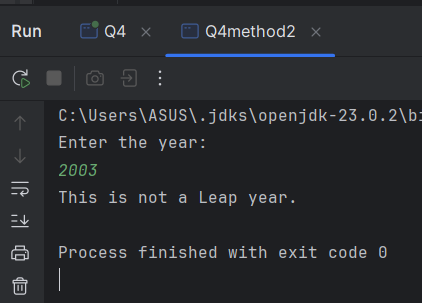 Run Q4 Q4method2
C:\Users\ASUS\.jdks\openjdk-23.0.2\b
Enter the year:
2003
This is not a Leap year.
Process finished with exit code 0